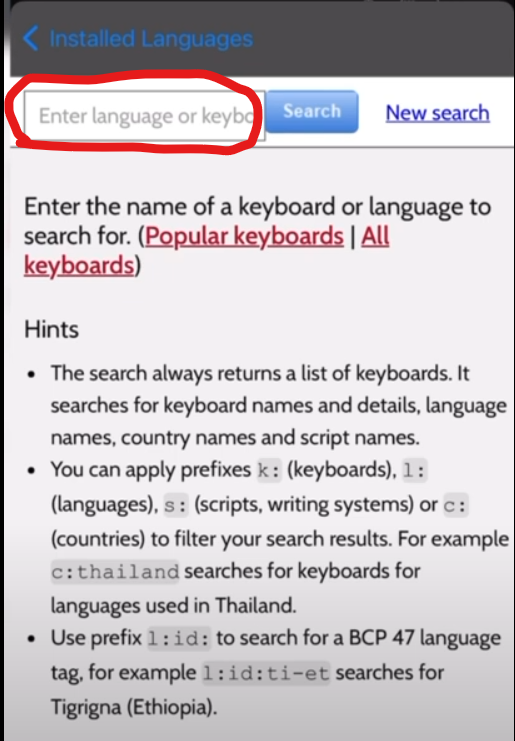 Installed Languages
Enter language or keybo
Search
New search
Enter the name of a keyboard or language to
search for. (Popular keyboards | All
keyboards)
Hints
• The search always returns a list of keyboards. It
searches for keyboard names and details, language
names, country names and script names.
• You can apply prefixes k: (keyboards), l:
(languages), s: (scripts, writing systems) or c:
(countries) to filter your search results. For example
c:thailand searches for keyboards for
languages used in Thailand.
• Use prefix l:id: to search for a BCP 47 language
tag, for example l:id:ti-et searches for
Tigrigna (Ethiopia).